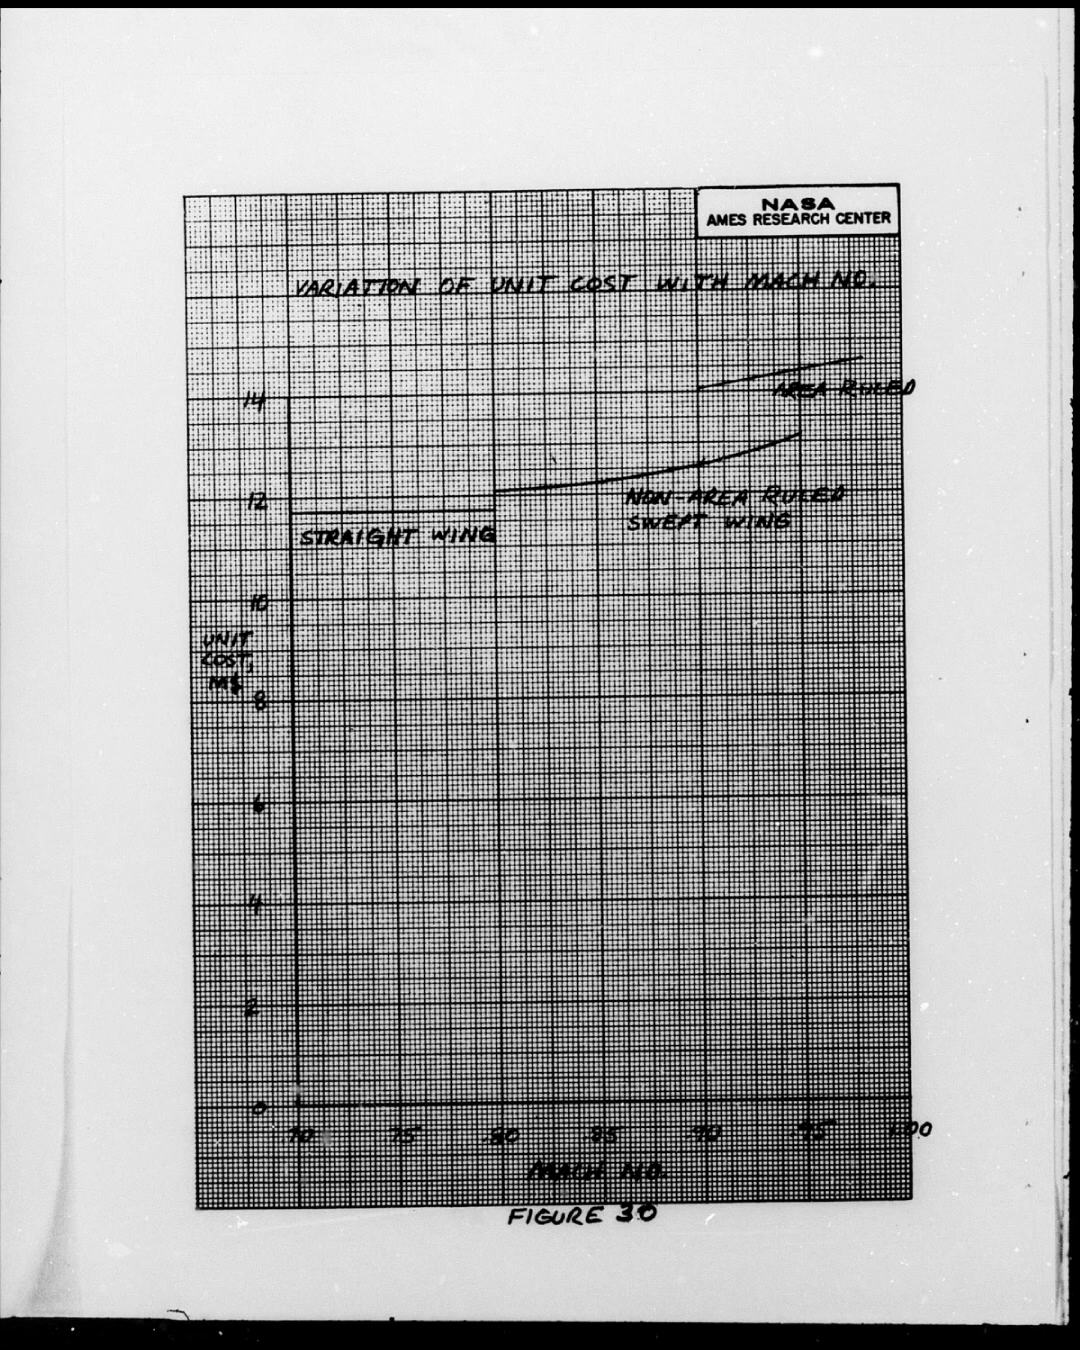 NASA
AMES RESEARCH CENTER
VARIATION OF UNIT COST WITH MACH NO.
AREA RULED
14
NON-AREA RULED
12
SWEPT WING
STRAIGHT WING
10
UNIT
COST,
M$
8
6
4
2
0
.70 .75 .80 .85 .90 .95 1.00
MACH NO.
FIGURE 30